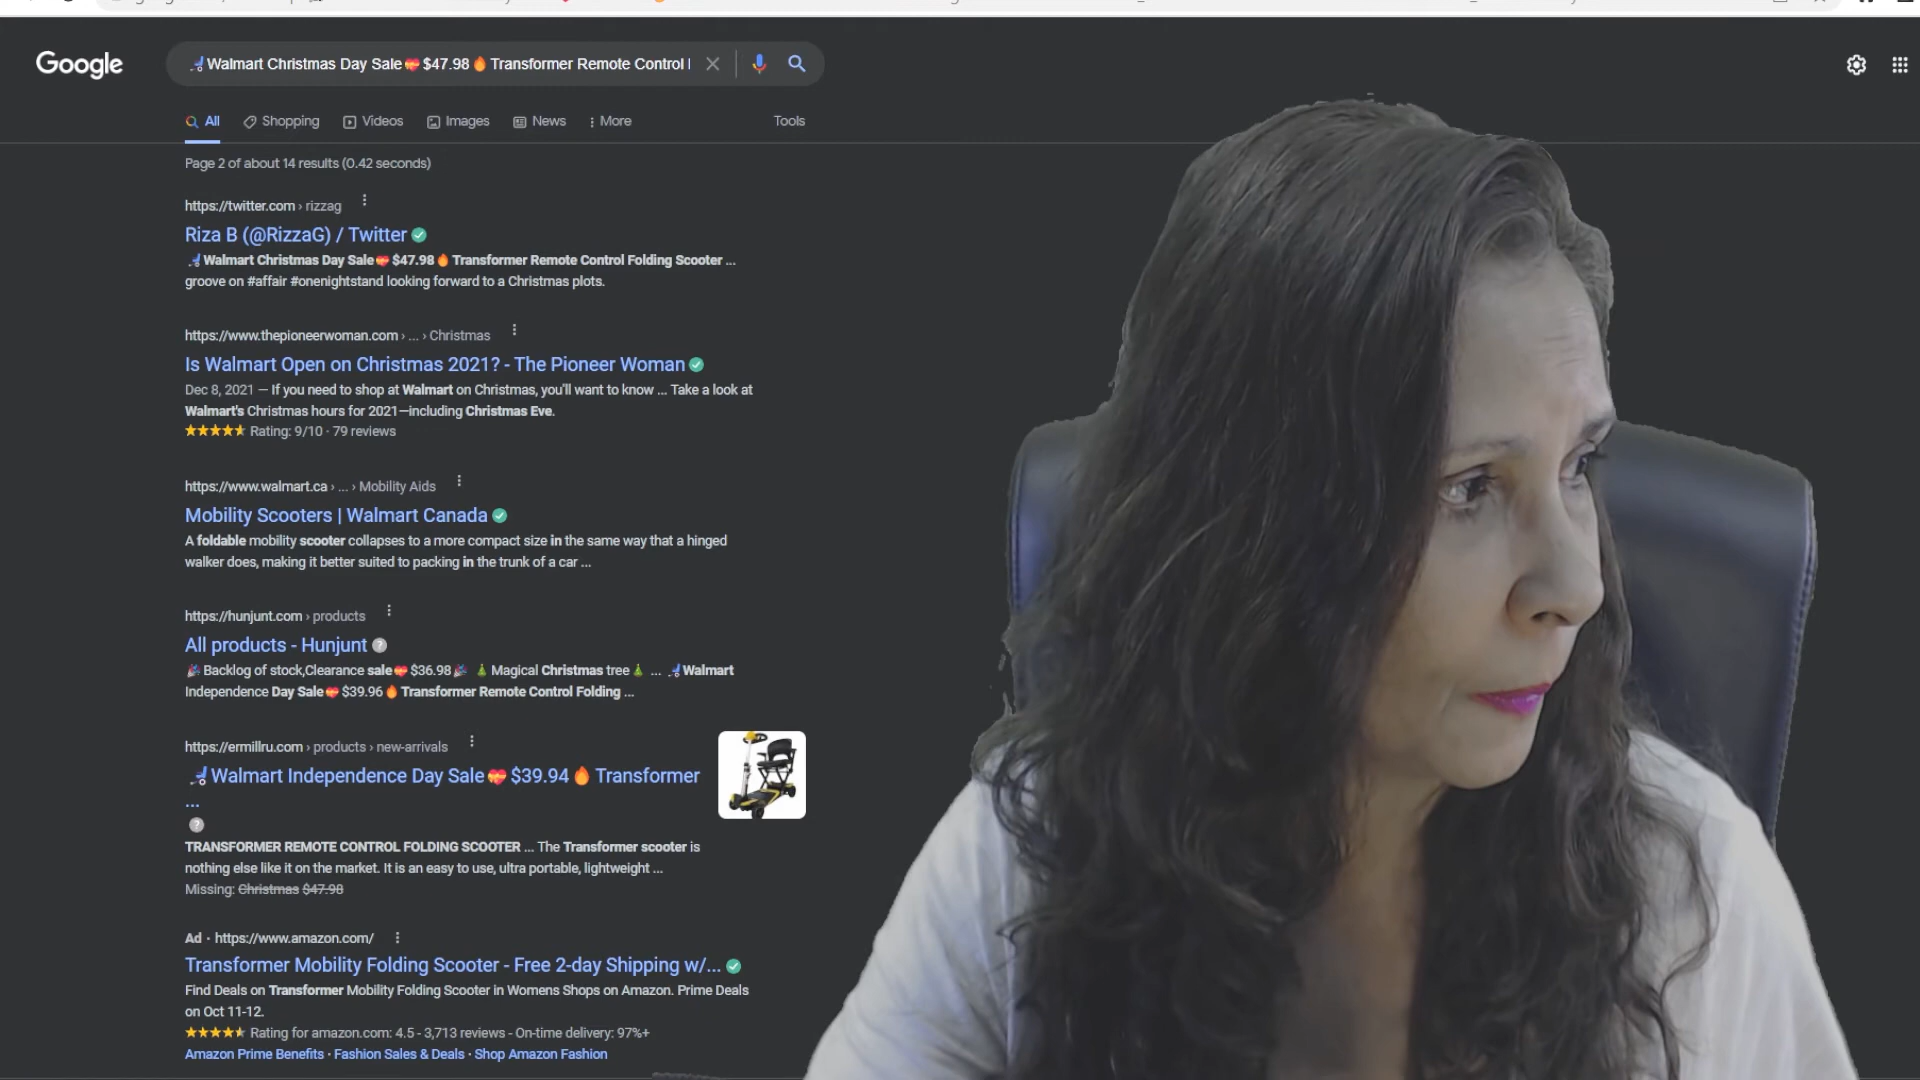 Google
🦽Walmart Christmas Day Sale💝$47.98🔥Transformer Remote Control
All Shopping Videos Images News More Tools
Page 2 of about 14 results (0.42 seconds)
https://twitter.com › rizzag
Riza B (@RizzaG) / Twitter
🦽Walmart Christmas Day Sale💝 $47.98🔥 Transformer Remote Control Folding Scooter ...
groove on #affair #onenightstand looking forward to a Christmas plots.
https://www.thepioneerwoman.com › ... › Christmas
Is Walmart Open on Christmas 2021? - The Pioneer Woman
Dec 8, 2021 — If you need to shop at Walmart on Christmas, you'll want to know ... Take a look at
Walmart's Christmas hours for 2021—including Christmas Eve.
★★★★★ Rating: 9/10 · 79 reviews
https://www.walmart.ca › ... › Mobility Aids
Mobility Scooters | Walmart Canada
A foldable mobility scooter collapses to a more compact size in the same way that a hinged
walker does, making it better suited to packing in the trunk of a car ...
https://hunjunt.com › products
All products - Hunjunt
🎉Backlog of stock,Clearance sale💝$36.98🎉 🎄Magical Christmas tree🎄 ... 🦽Walmart
Independence Day Sale💝 $39.96🔥 Transformer Remote Control Folding ...
https://ermillru.com › products › new-arrivals
🦽Walmart Independence Day Sale💝 $39.94🔥 Transformer
...
TRANSFORMER REMOTE CONTROL FOLDING SCOOTER ... The Transformer scooter is
nothing else like it on the market. It is an easy to use, ultra portable, lightweight ...
Missing: Christmas $47.98
Ad · https://www.amazon.com/
Transformer Mobility Folding Scooter - Free 2-day Shipping w/...
Find Deals on Transformer Mobility Folding Scooter in Womens Shops on Amazon. Prime Deals
on Oct 11-12.
★★★★★ Rating for amazon.com: 4.5 - 3,713 reviews - On-time delivery: 97%+
Amazon Prime Benefits · Fashion Sales & Deals · Shop Amazon Fashion